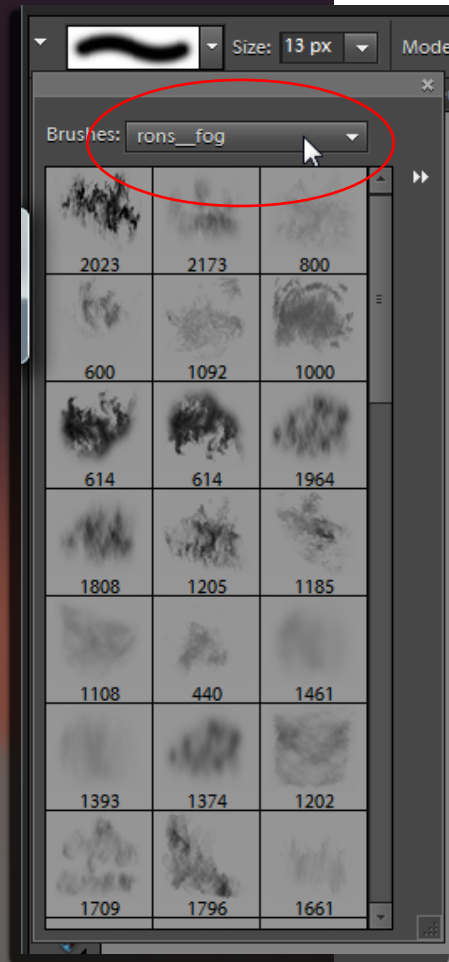 Size: 13 px
Mode
Brushes: rons__fog
2023 2173 800
600 1092 1000
614 614 1964
1808 1205 1185
1108 440 1461
1393 1374 1202
1709 1796 1661